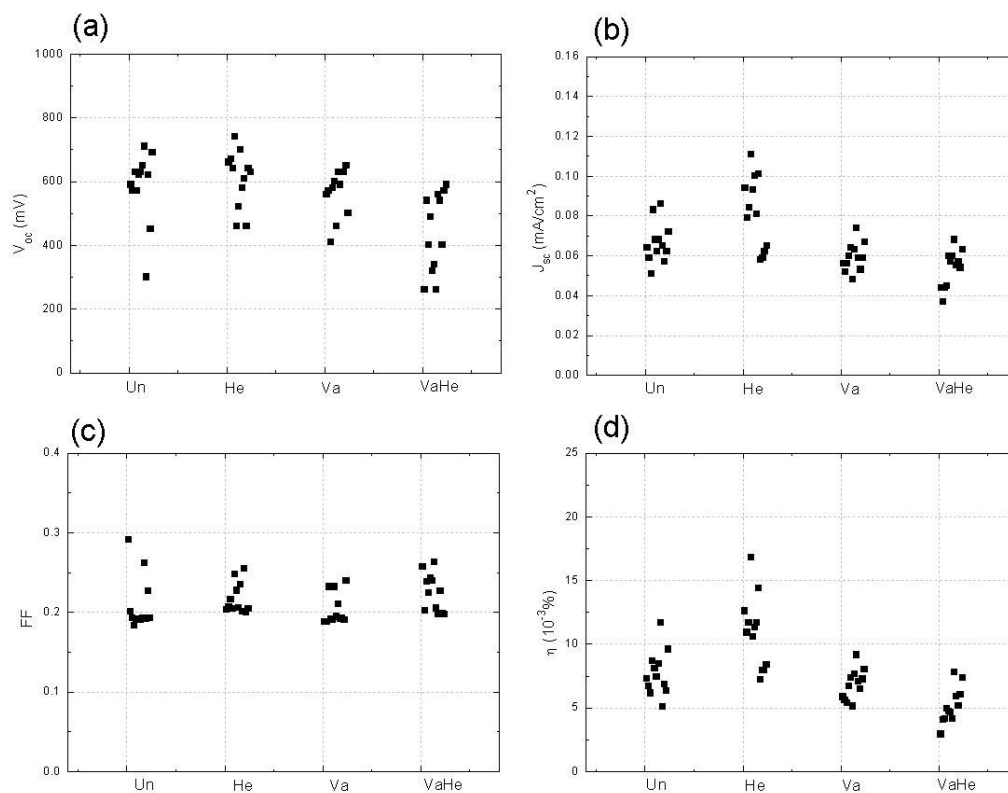 (a)
1000
800
600
400
200
0
V_oc (mV)
Un He Va VaHe
(b)
0.16
0.14
0.12
0.10
0.08
0.06
0.04
0.02
0.00
J_sc (mA/cm²)
Un He Va VaHe
(c)
0.4
0.3
0.2
0.1
0.0
FF
Un He Va VaHe
(d)
25
20
15
10
5
0
η (10⁻³%)
Un He Va VaHe